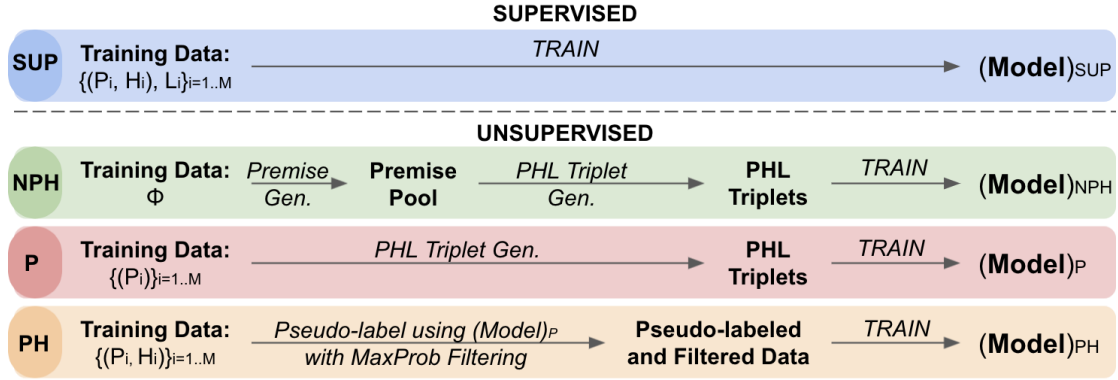 SUPERVISED
SUP
Training Data:
{(Pi, Hi), Li}i=1..M
TRAIN
(Model)SUP
UNSUPERVISED
NPH
Training Data:
Φ
Premise
Gen.
Premise
Pool
PHL Triplet
Gen.
PHL
Triplets
TRAIN
(Model)NPH
P
Training Data:
{(Pi)}i=1..M
PHL Triplet Gen.
PHL
Triplets
TRAIN
(Model)P
PH
Training Data:
{(Pi, Hi)}i=1..M
Pseudo-label using (Model)P
with MaxProb Filtering
Pseudo-labeled
and Filtered Data
TRAIN
(Model)PH